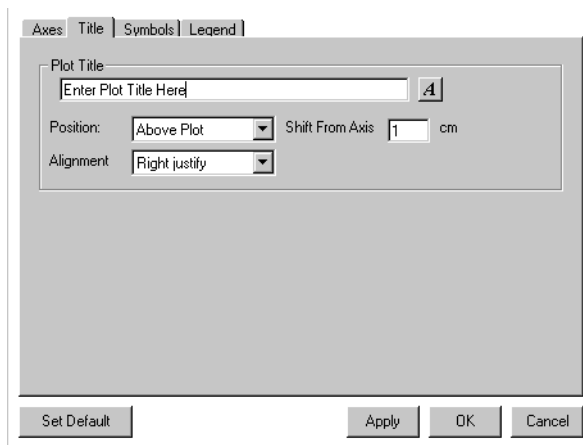 Axes Title Symbols Legend
Plot Title
Enter Plot Title Here
A
Position: Above Plot Shift From Axis 1 cm
Alignment Right justify
Set Default Apply OK Cancel